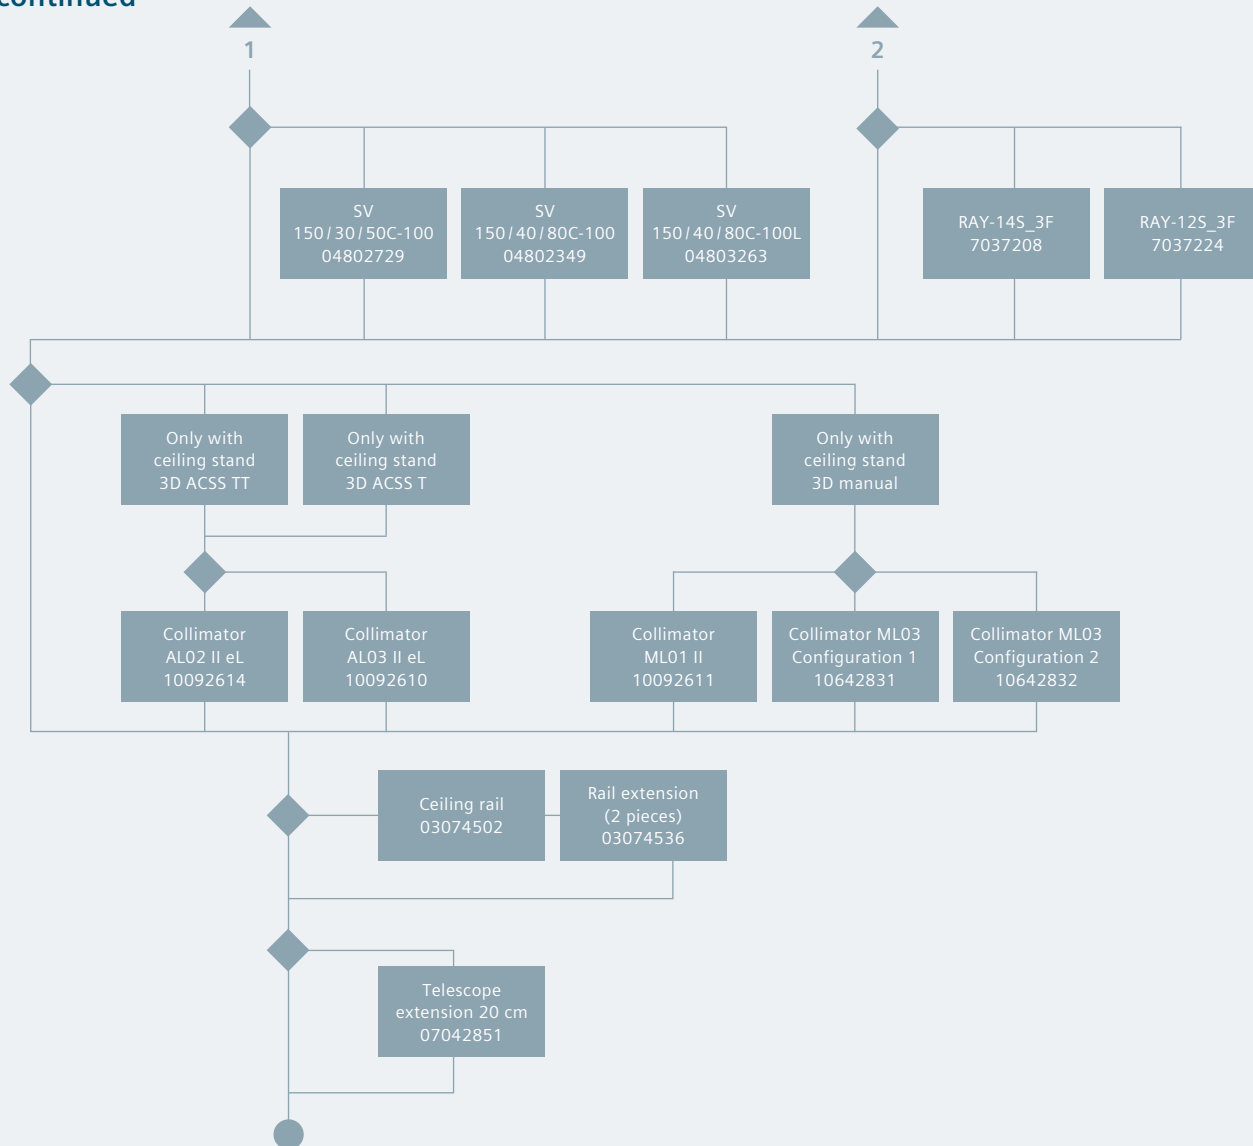 continued
1
2
SV
150/30/50C-100
04802729
SV
150/40/80C-100
04802349
SV
150/40/80C-100L
04803263
RAY-14S_3F
7037208
RAY-12S_3F
7037224
Only with
ceiling stand
3D ACSS TT
Only with
ceiling stand
3D ACSS T
Only with
ceiling stand
3D manual
Collimator
AL02 II eL
10092614
Collimator
AL03 II eL
10092610
Collimator
ML01 II
10092611
Collimator ML03
Configuration 1
10642831
Collimator ML03
Configuration 2
10642832
Ceiling rail
03074502
Rail extension
(2 pieces)
03074536
Telescope
extension 20 cm
07042851